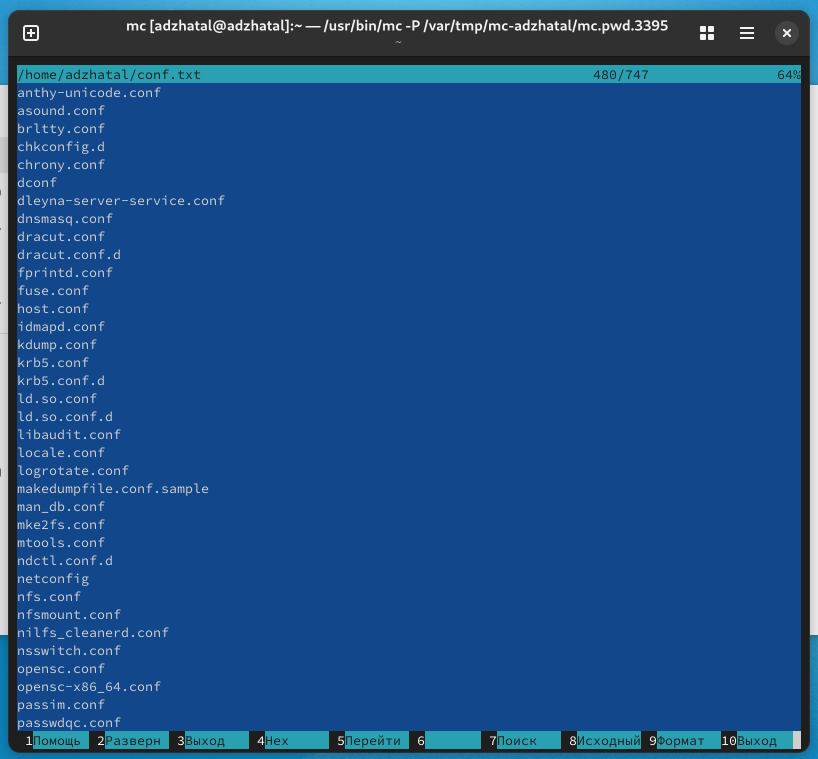 mc [adzhatal@adzhatal]:~ — /usr/bin/mc -P /var/tmp/mc-adzhatal/mc.pwd.3395
~
/home/adzhatal/conf.txt 480/747 64%
anthy-unicode.conf
asound.conf
brltty.conf
chkconfig.d
chrony.conf
dconf
dleyna-server-service.conf
dnsmasq.conf
dracut.conf
dracut.conf.d
fprintd.conf
fuse.conf
host.conf
idmapd.conf
kdump.conf
krb5.conf
krb5.conf.d
ld.so.conf
ld.so.conf.d
libaudit.conf
locale.conf
logrotate.conf
makedumpfile.conf.sample
man_db.conf
mke2fs.conf
mtools.conf
ndctl.conf.d
netconfig
nfs.conf
nfsmount.conf
nilfs_cleanerd.conf
nsswitch.conf
opensc.conf
opensc-x86_64.conf
passim.conf
passwdqc.conf
1Помощь 2Разверн 3Выход 4Hex 5Перейти 6 7Поиск 8Исходный 9Формат 10Выход